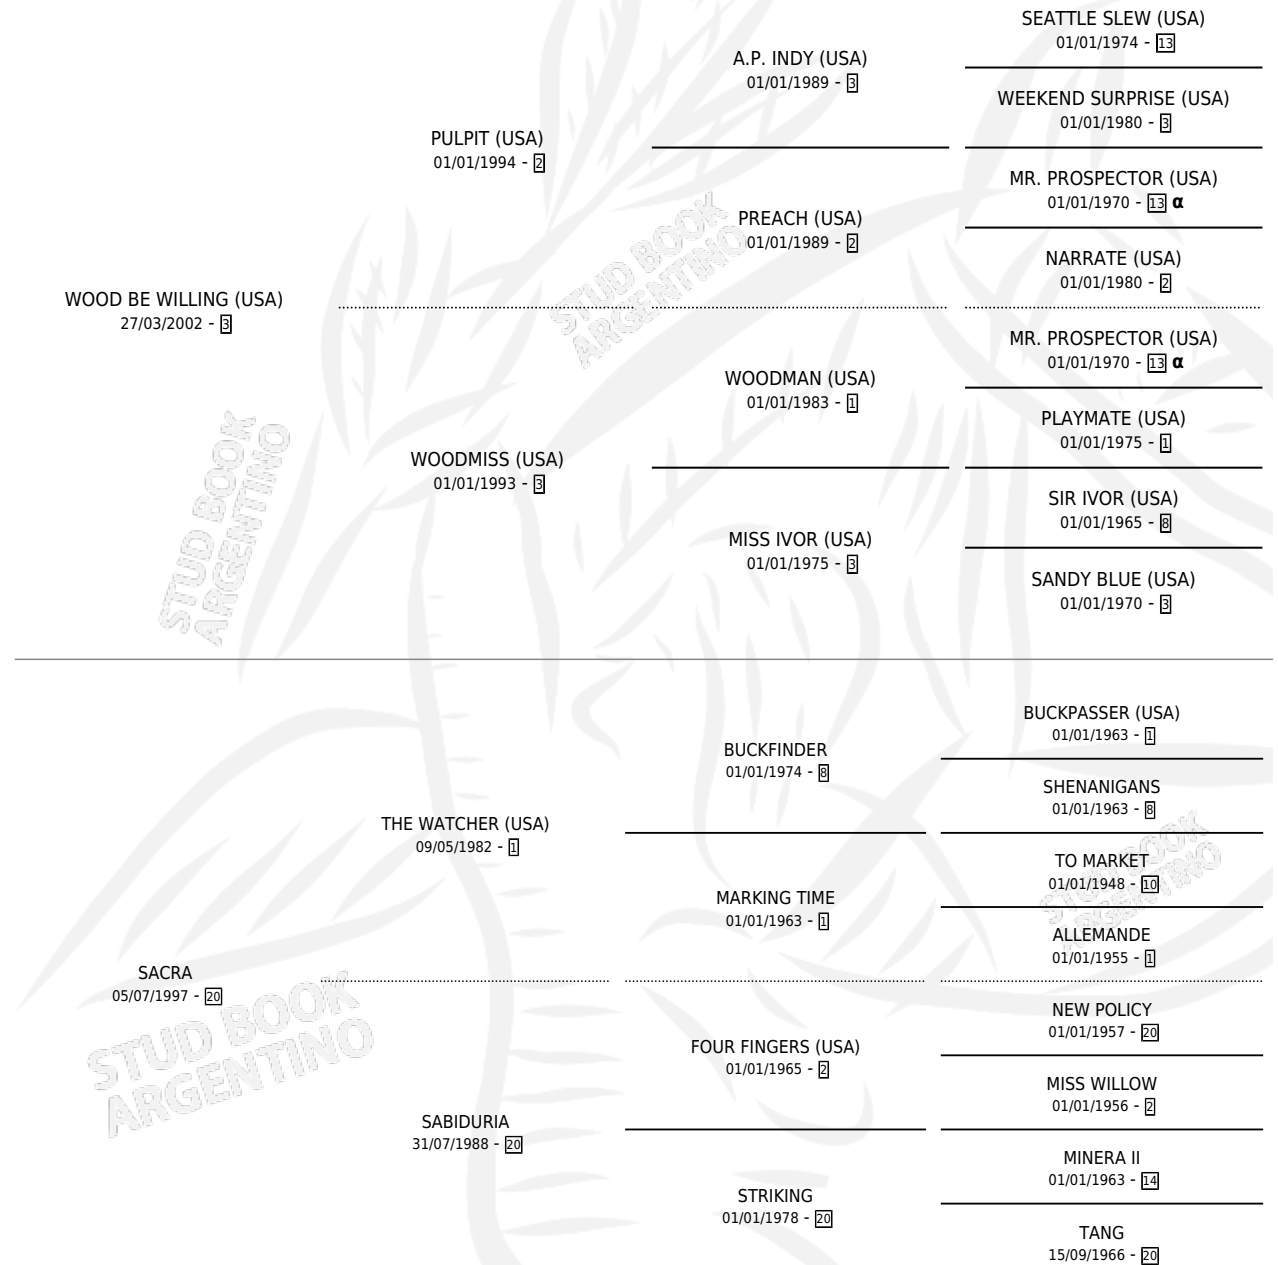 SEATTLE SLEW (USA)
01/01/1974 - 13
A.P. INDY (USA)
01/01/1989 - 3
WEEKEND SURPRISE (USA)
01/01/1980 - 3
PULPIT (USA)
01/01/1994 - 2
MR. PROSPECTOR (USA)
01/01/1970 - 13 α
PREACH (USA)
01/01/1989 - 2
NARRATE (USA)
01/01/1980 - 2
WOOD BE WILLING (USA)
27/03/2002 - 3
MR. PROSPECTOR (USA)
01/01/1970 - 13 α
WOODMAN (USA)
01/01/1983 - 1
PLAYMATE (USA)
01/01/1975 - 1
WOODMISS (USA)
01/01/1993 - 3
SIR IVOR (USA)
01/01/1965 - 8
MISS IVOR (USA)
01/01/1975 - 3
SANDY BLUE (USA)
01/01/1970 - 3
STUD BOOK
ARGENTINO
STUD BOOK
ARGENTINO
BUCKPASSER (USA)
01/01/1963 - 1
BUCKFINDER
01/01/1974 - 8
SHENANIGANS
01/01/1963 - 8
THE WATCHER (USA)
09/05/1982 - 1
TO MARKET
01/01/1948 - 10
MARKING TIME
01/01/1963 - 1
ALLEMANDE
01/01/1955 - 1
SACRA
05/07/1997 - 20
NEW POLICY
01/01/1957 - 20
FOUR FINGERS (USA)
01/01/1965 - 2
MISS WILLOW
01/01/1956 - 2
SABIDURIA
31/07/1988 - 20
MINERA II
01/01/1963 - 14
STRIKING
01/01/1978 - 20
TANG
15/09/1966 - 20
STUD BOOK
ARGENTINO
STUD BOOK
ARGENTINO